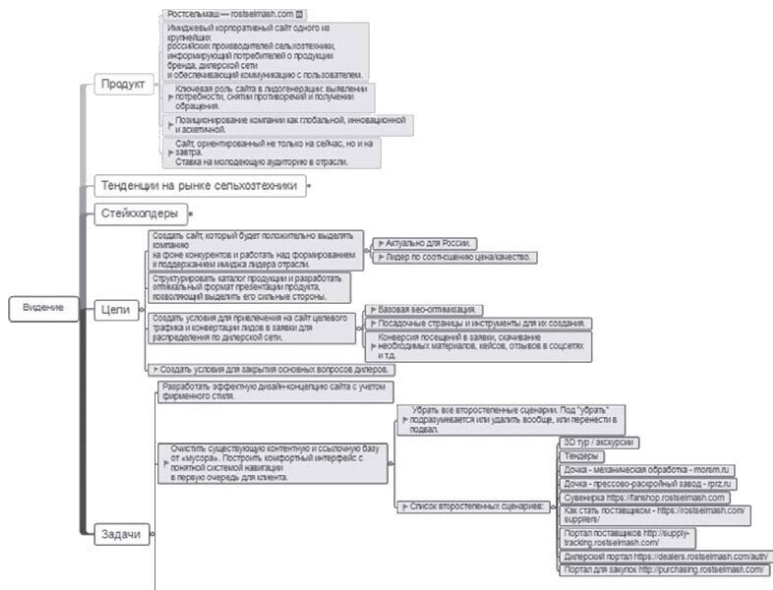 Видение
Продукт
Ростсельмаш — rostselmash.com
Имиджевый корпоративный сайт одного из
крупнейших
российских производителей сельхозтехники,
информирующий потребителей о продукции
бренда, дилерской сети
и обеспечивающий коммуникацию с пользователем.
Ключевая роль сайта в лидогенерации: выявлении
потребности, снятии противоречий и получении
обращения.
Позиционирование компании как глобальной, инновационной
и аскетичной.
Сайт, ориентированный не только на сейчас, но и на
завтра.
Ставка на молодеющую аудиторию в отрасли.
Тенденции на рынке сельхозтехники
Стейкхолдеры
Цели
Создать сайт, который будет положительно выделять
компанию
на фоне конкурентов и работать над формированием
и поддержанием имиджа лидера отрасли.
Актуально для России.
Лидер по соотношению цена/качество.
Структурировать каталог продукции и разработать
оптимальный формат презентации продукта,
позволяющий выделить его сильные стороны.
Создать условия для привлечения на сайт целевого
трафика и конвертации лидов в заявки для
распределения по дилерской сети.
Базовая seo-оптимизация.
Посадочные страницы и инструменты для их создания.
Конверсия посещений в заявки, скачивание
необходимых материалов, кейсов, отзывов в соцсетях
и т.д.
Создать условия для закрытия основных вопросов дилеров.
Задачи
Разработать эффективную дизайн-концепцию сайта с учетом
фирменного стиля.
Очистить существующую контентную и ссылочную базу
от «мусора». Построить комфортный интерфейс с
понятной системой навигации
в первую очередь для клиента.
Убрать все второстепенные сценарии. Под "убрать"
подразумевается или удалить вообще, или перенести в
подвал.
Список второстепенных сценариев:
3D тур / экскурсии
Тендеры
Дочка - механическая обработка - morsm.ru
Дочка - прессово-раскройный завод - rprz.ru
Сувенирка https://fanshop.rostselmash.com
Как стать поставщиком - https://rostselmash.com/
suppliers/
Портал поставщиков http://supply-
tracking.rostselmash.com/
Дилерский портал https://dealers.rostselmash.com/auth/
Портал для закупок http://purchasing.rostselmash.com/